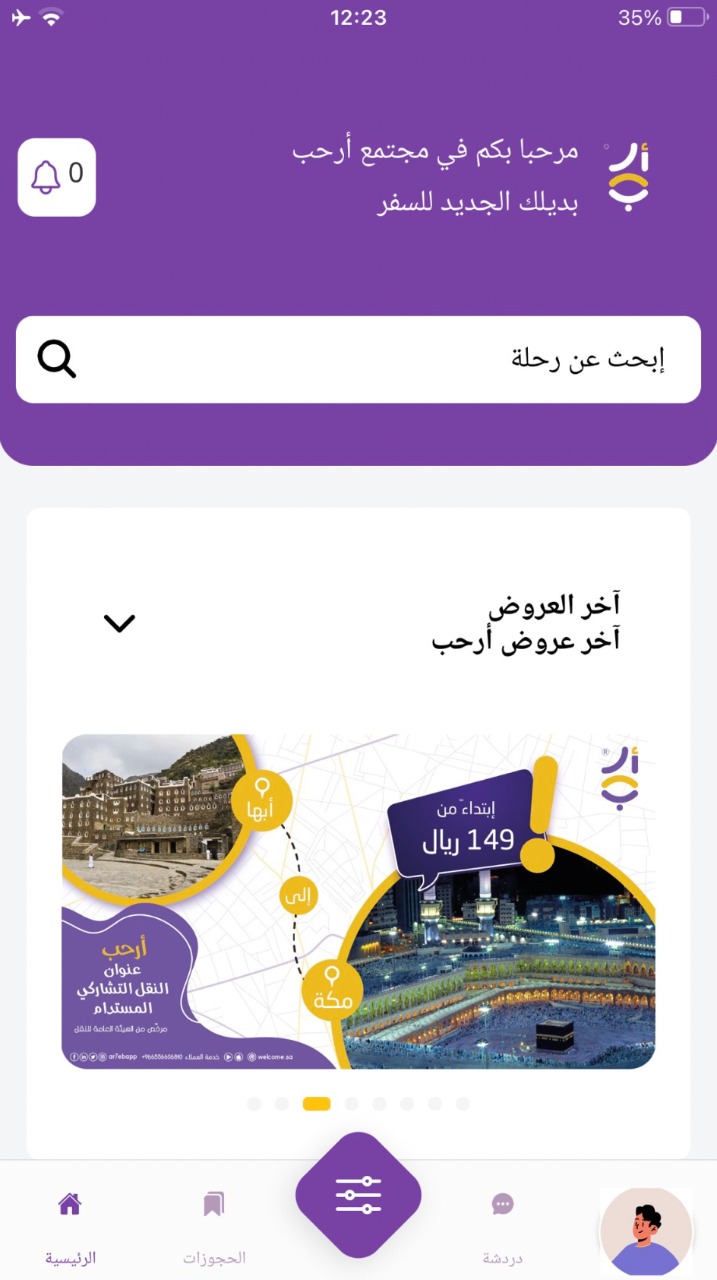 12:23
35%
مرحبا بكم في مجتمع أرحب
بديلك الجديد للسفر
0
إبحث عن رحلة
آخر العروض
آخر عروض أرحب
إبتداءً من
149 ريال
أبها
إلى
مكة
أرحب
عنوان
النقل التشاركي
المستدام
مرخّص من الهيئة العامة للنقل
ar7ebapp
خدمة العملاء
welcome.sa
الرئيسية
الحجوزات
دردشة